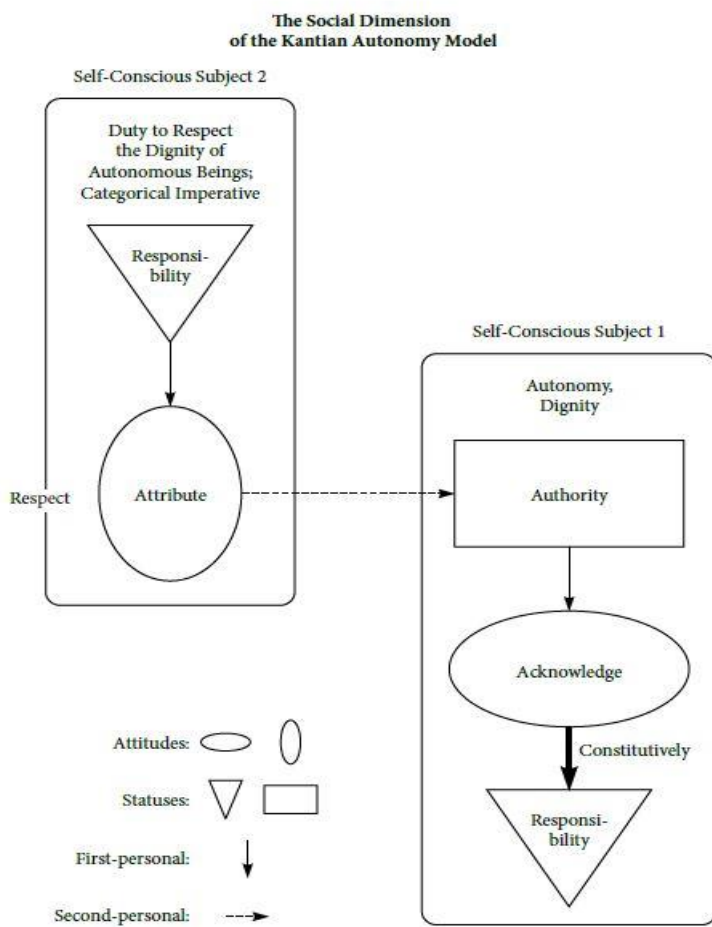 The Social Dimension
of the Kantian Autonomy Model
Self-Conscious Subject 2
Duty to Respect
the Dignity of
Autonomous Beings;
Categorical Imperative
Responsi-
bility
Respect
Attribute
Self-Conscious Subject 1
Autonomy,
Dignity
Authority
Acknowledge
Constitutively
Responsi-
bility
Attitudes:
Statuses:
First-personal:
Second-personal: